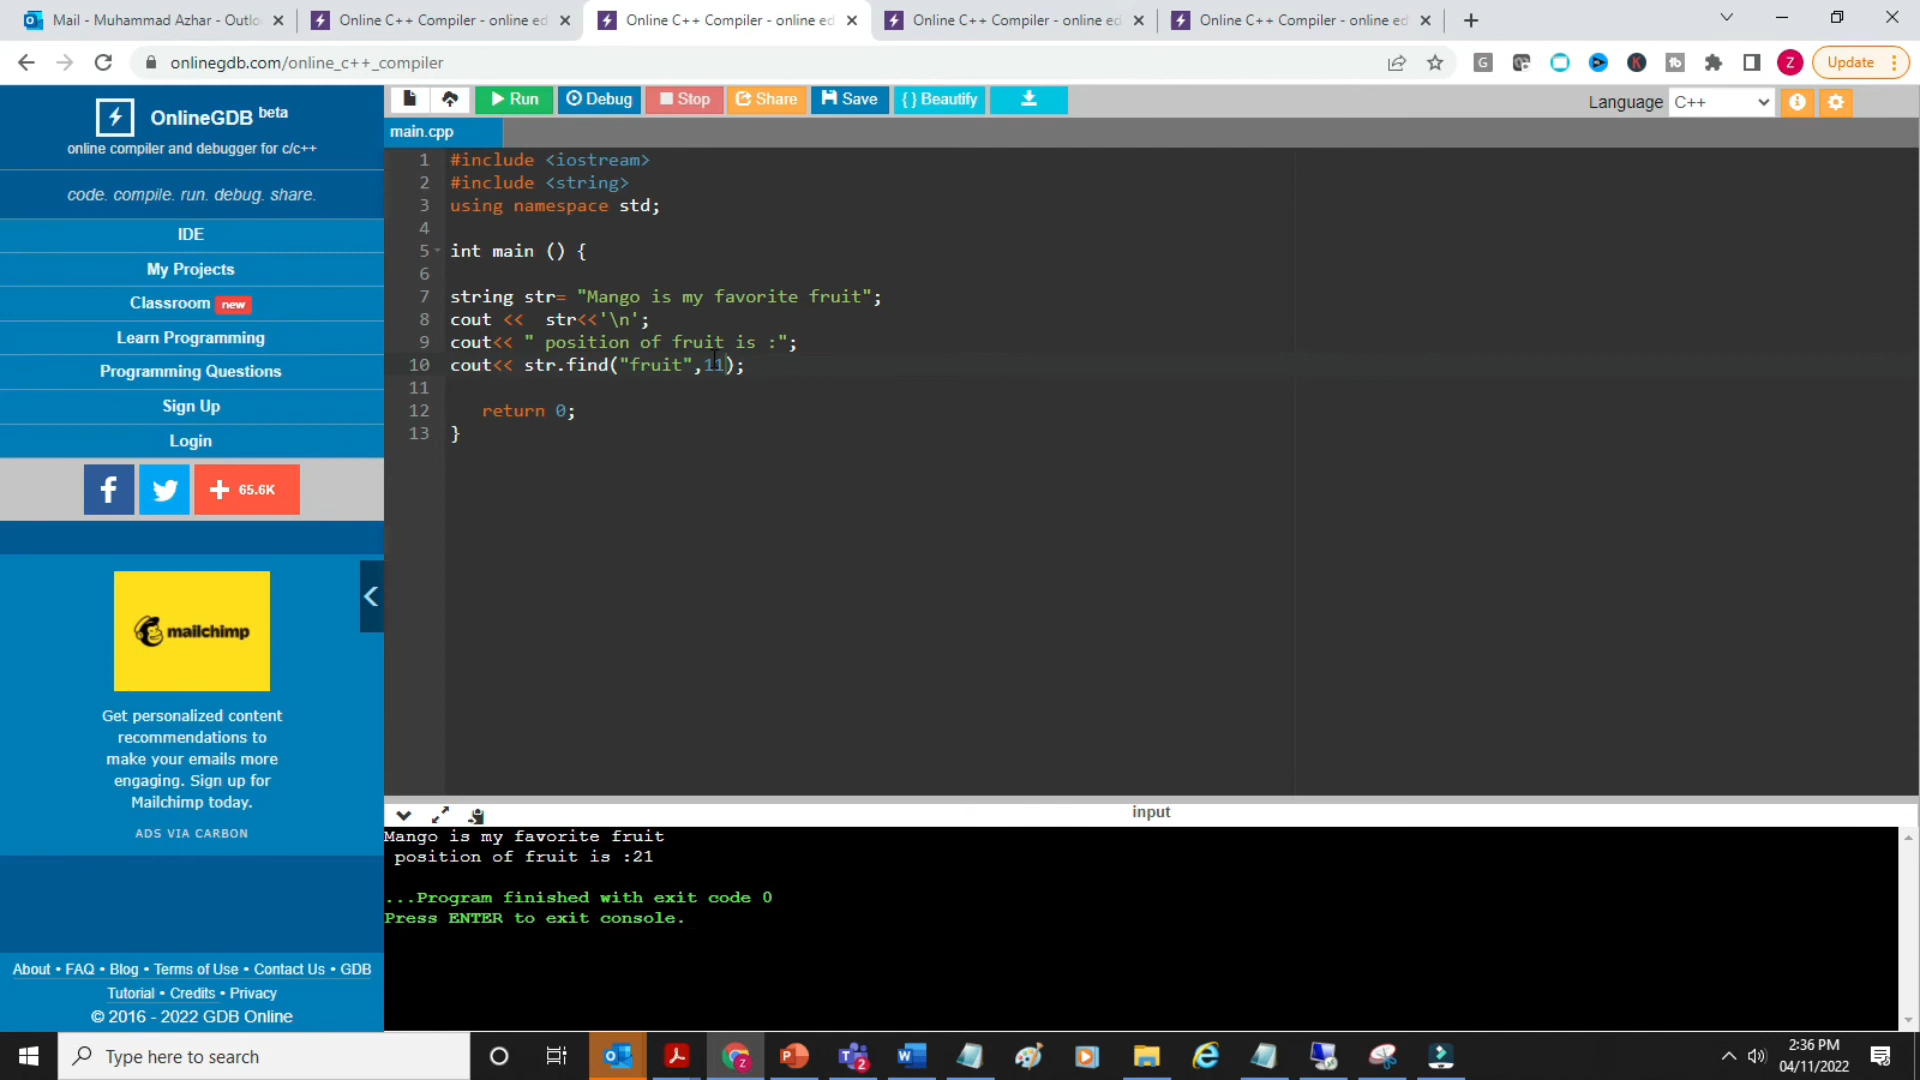 Mail - Muhammad Azhar - Outlo
Online C++ Compiler - online ed
Online C++ Compiler - online ed
Online C++ Compiler - online ed
Online C++ Compiler - online ed
onlinegdb.com/online_c++_compiler
Update
OnlineGDB beta
online compiler and debugger for c/c++
code. compile. run. debug. share.
IDE
My Projects
Classroom new
Learn Programming
Programming Questions
Sign Up
Login
+ 65.6K
mailchimp
Get personalized content
recommendations to
make your emails more
engaging. Sign up for
Mailchimp today.
ADS VIA CARBON
About • FAQ • Blog • Terms of Use • Contact Us • GDB
Tutorial • Credits • Privacy
© 2016 - 2022 GDB Online
Run Debug Stop Share Save { } Beautify
Language C++
main.cpp
1 #include <iostream>
2 #include <string>
3 using namespace std;
4
5 int main () {
6
7 string str= "Mango is my favorite fruit";
8 cout << str<<'\n';
9 cout<< " position of fruit is :";
10 cout<< str.find("fruit",11);
11
12 return 0;
13 }
input
Mango is my favorite fruit
position of fruit is :21
...Program finished with exit code 0
Press ENTER to exit console.
Type here to search
2:36 PM
04/11/2022